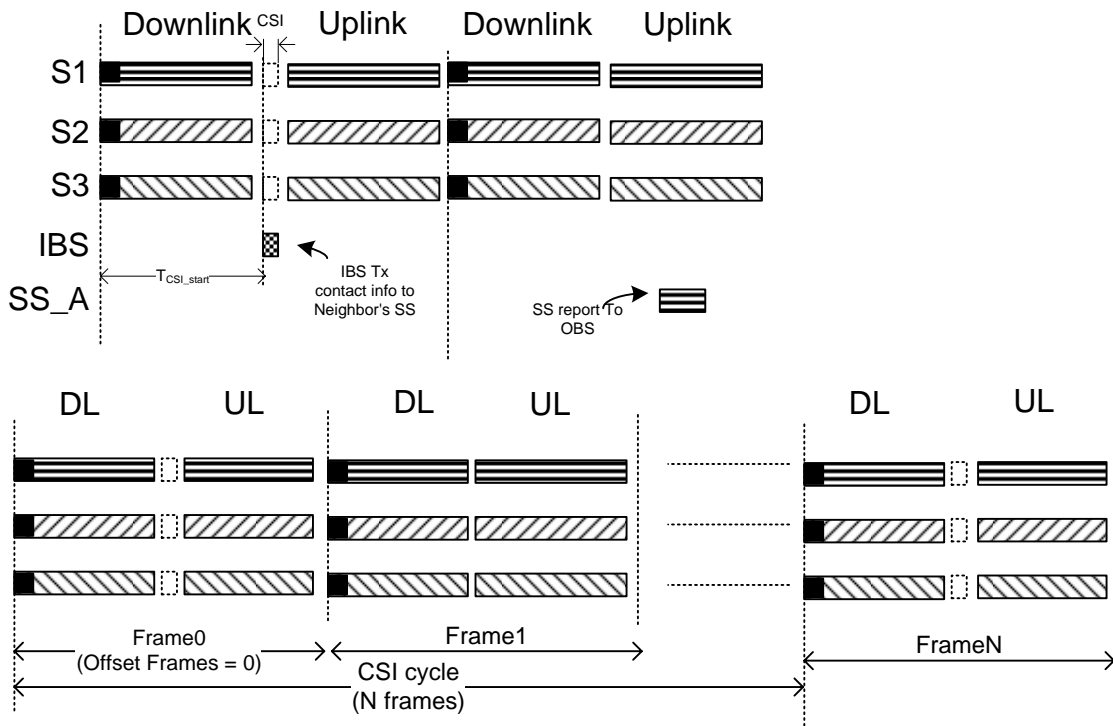 Downlink CSI Uplink Downlink Uplink
S1
S2
S3
IBS
TCSI_start
IBS Tx
contact info to
Neighbor's SS
SS_A
SS report To
OBS
DL UL DL UL DL UL
Frame0
(Offset Frames = 0)
Frame1
FrameN
CSI cycle
(N frames)